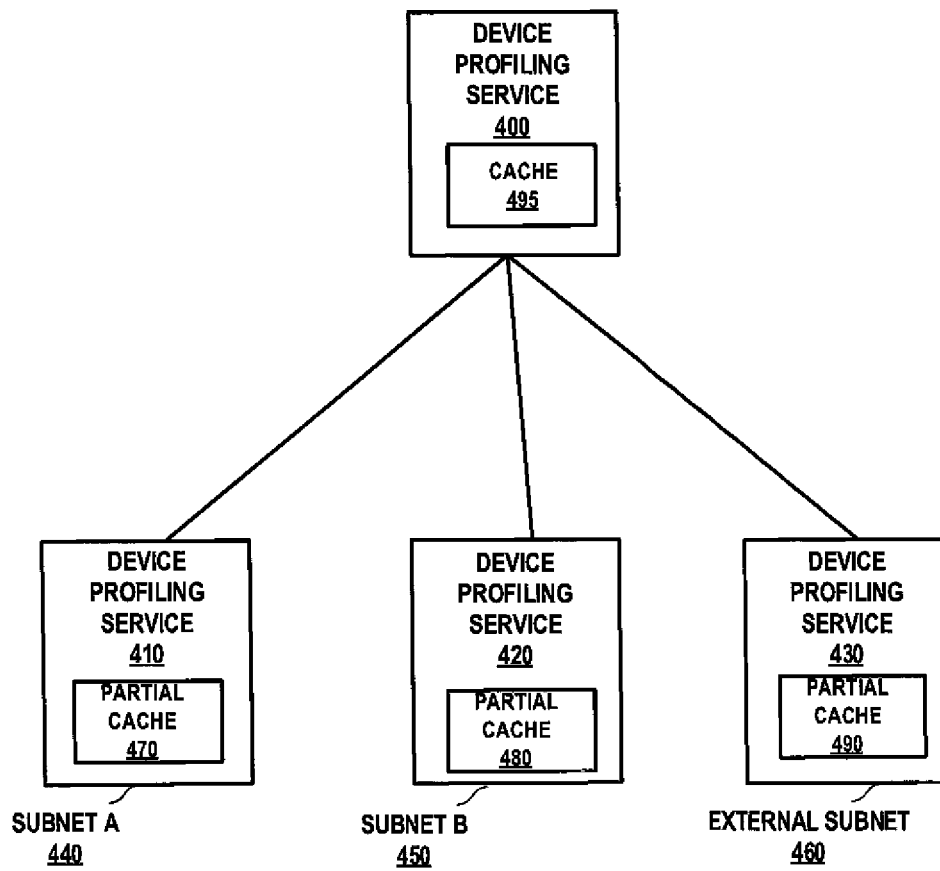 DEVICE
PROFILING
SERVICE
400
CACHE
495
DEVICE
PROFILING
SERVICE
410
PARTIAL
CACHE
470
SUBNET A
440
DEVICE
PROFILING
SERVICE
420
PARTIAL
CACHE
480
SUBNET B
450
DEVICE
PROFILING
SERVICE
430
PARTIAL
CACHE
490
EXTERNAL SUBNET
460